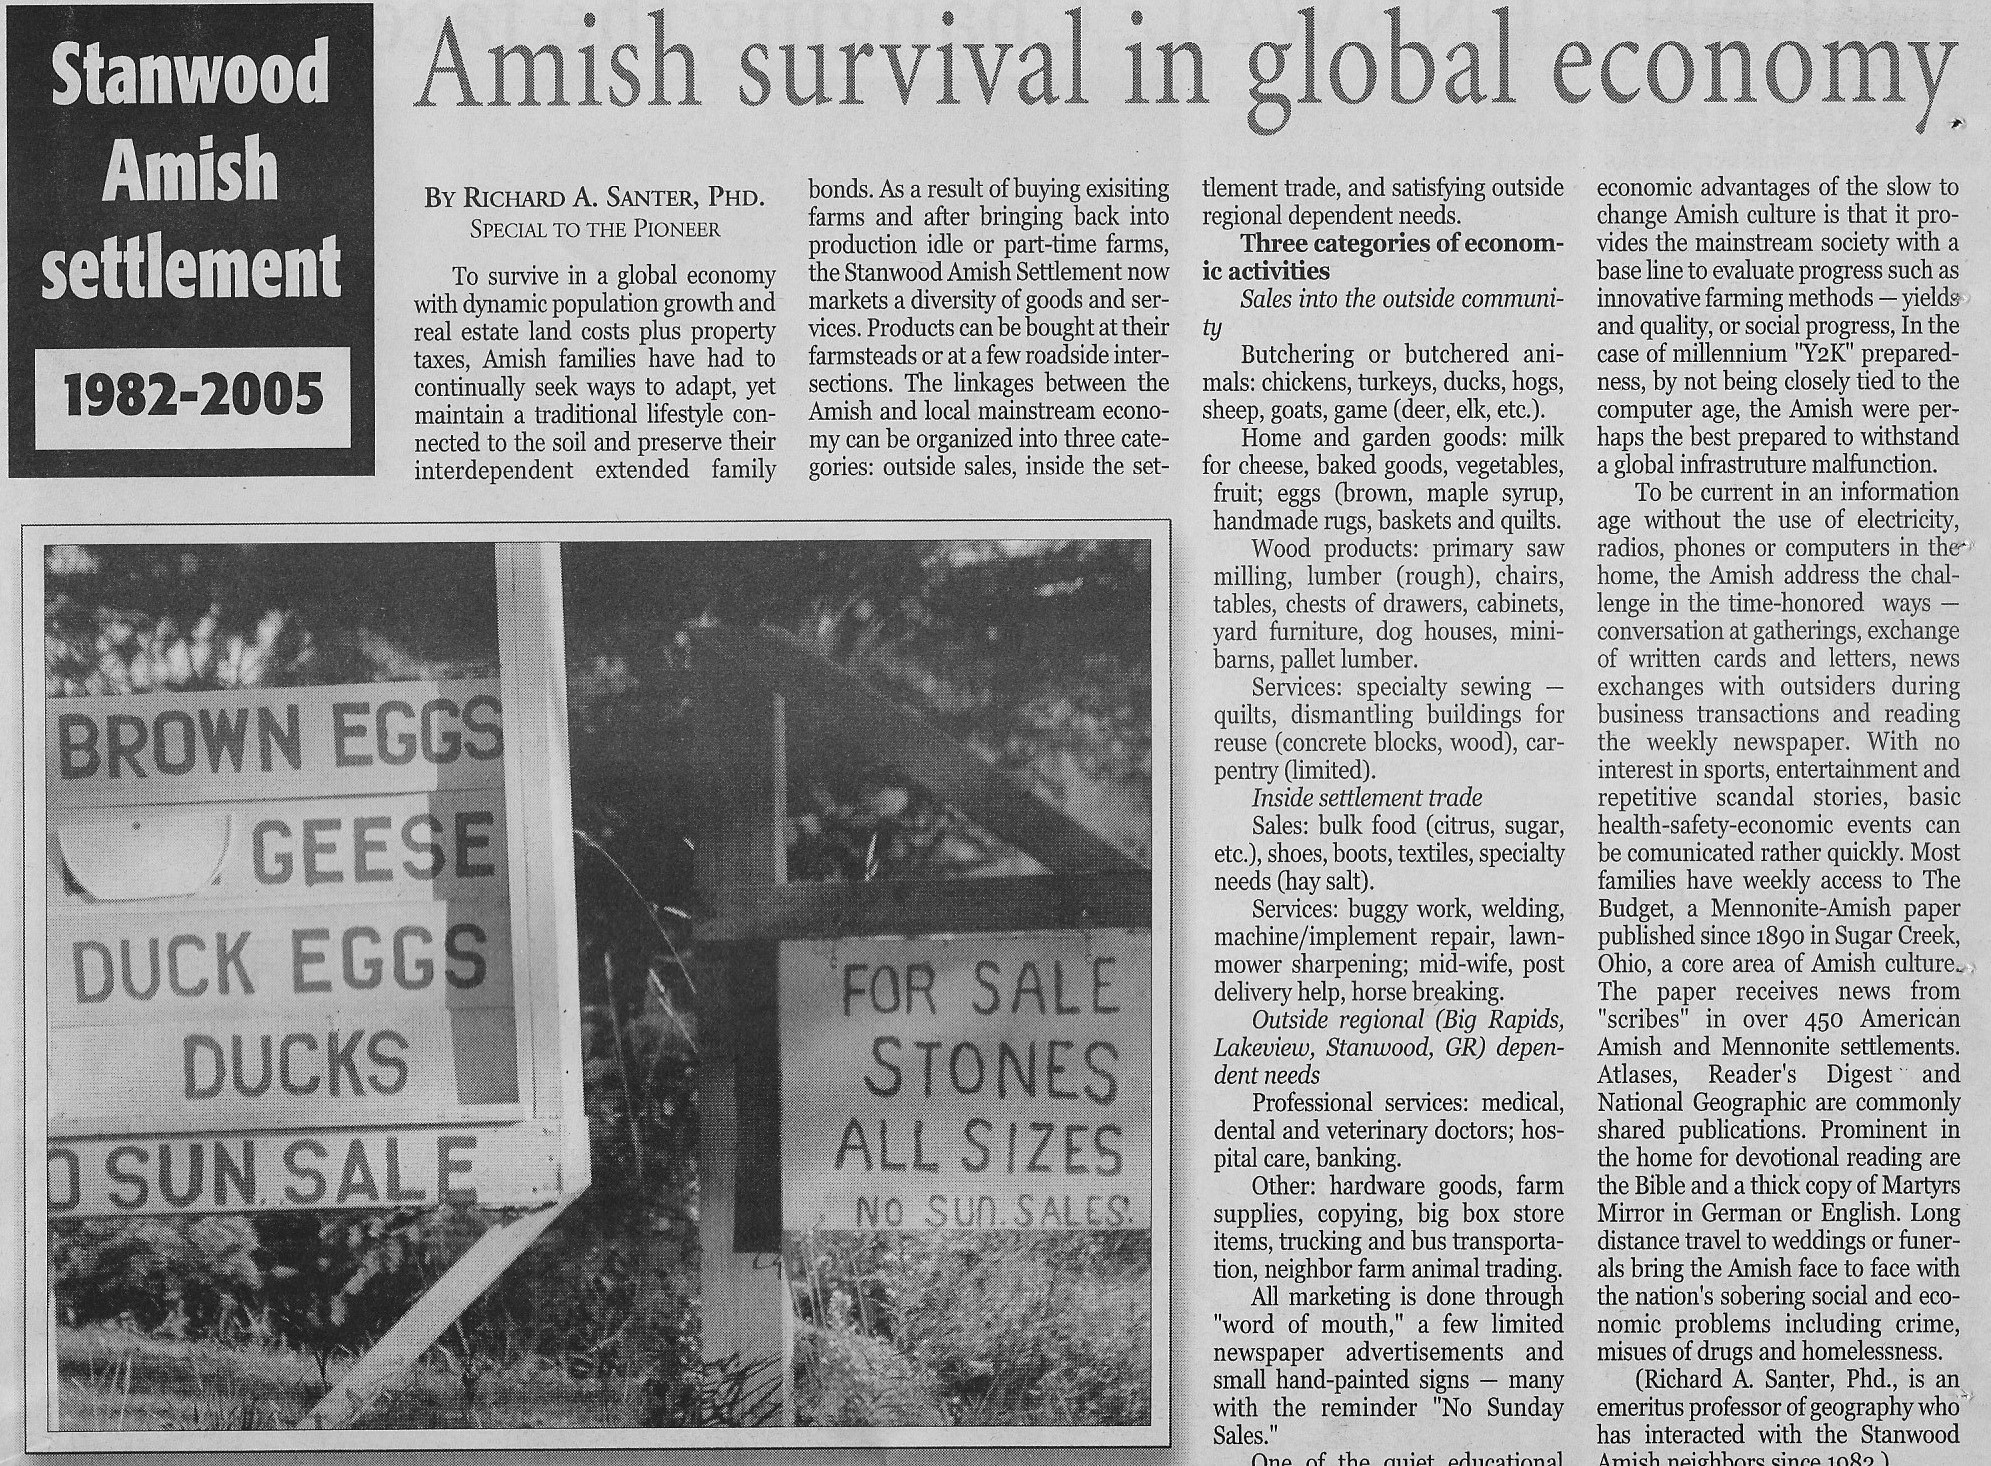 Stanwood
Amish
settlement
1982-2005
Amish survival in global economy
BY RICHARD A. SANTER, PHD.
SPECIAL TO THE PIONEER
To survive in a global economy
with dynamic population growth and
real estate land costs plus property
taxes, Amish families have had to
continually seek ways to adapt, yet
maintain a traditional lifestyle con-
nected to the soil and preserve their
interdependent extended family
bonds. As a result of buying exisiting
farms and after bringing back into
production idle or part-time farms,
the Stanwood Amish Settlement now
markets a diversity of goods and ser-
vices. Products can be bought at their
farmsteads or at a few roadside inter-
sections. The linkages between the
Amish and local mainstream econo-
my can be organized into three cate-
gories: outside sales, inside the set-
tlement trade, and satisfying outside
regional dependent needs.
Three categories of econom-
ic activities
Sales into the outside communi-
ty
Butchering or butchered ani-
mals: chickens, turkeys, ducks, hogs,
sheep, goats, game (deer, elk, etc.).
Home and garden goods: milk
for cheese, baked goods, vegetables,
fruit; eggs (brown, maple syrup,
handmade rugs, baskets and quilts.
Wood products: primary saw
milling, lumber (rough), chairs,
tables, chests of drawers, cabinets,
yard furniture, dog houses, mini-
barns, pallet lumber.
Services: specialty sewing —
quilts, dismantling buildings for
reuse (concrete blocks, wood), car-
pentry (limited).
Inside settlement trade
Sales: bulk food (citrus, sugar,
etc.), shoes, boots, textiles, specialty
needs (hay salt).
Services: buggy work, welding,
machine/implement repair, lawn-
mower sharpening; mid-wife, post
delivery help, horse breaking.
Outside regional (Big Rapids,
Lakeview, Stanwood, GR) depen-
dent needs
Professional services: medical,
dental and veterinary doctors; hos-
pital care, banking.
Other: hardware goods, farm
supplies, copying, big box store
items, trucking and bus transporta-
tion, neighbor farm animal trading.
All marketing is done through
"word of mouth," a few limited
newspaper advertisements and
small hand-painted signs — many
with the reminder "No Sunday
Sales."
One of the quiet educational
economic advantages of the slow to
change Amish culture is that it pro-
vides the mainstream society with a
base line to evaluate progress such as
innovative farming methods — yields
and quality, or social progress, In the
case of millennium "Y2K" prepared-
ness, by not being closely tied to the
computer age, the Amish were per-
haps the best prepared to withstand
a global infrastruture malfunction.
To be current in an information
age without the use of electricity,
radios, phones or computers in the
home, the Amish address the chal-
lenge in the time-honored ways —
conversation at gatherings, exchange
of written cards and letters, news
exchanges with outsiders during
business transactions and reading
the weekly newspaper. With no
interest in sports, entertainment and
repetitive scandal stories, basic
health-safety-economic events can
be comunicated rather quickly. Most
families have weekly access to The
Budget, a Mennonite-Amish paper
published since 1890 in Sugar Creek,
Ohio, a core area of Amish culture.
The paper receives news from
"scribes" in over 450 American
Amish and Mennonite settlements.
Atlases, Reader's Digest and
National Geographic are commonly
shared publications. Prominent in
the home for devotional reading are
the Bible and a thick copy of Martyrs
Mirror in German or English. Long
distance travel to weddings or funer-
als bring the Amish face to face with
the nation's sobering social and eco-
nomic problems including crime,
misues of drugs and homelessness.
(Richard A. Santer, Phd., is an
emeritus professor of geography who
has interacted with the Stanwood
Amish neighbors since 1982.)
BROWN EGGS
GEESE
DUCK EGGS
DUCKS
O SUN. SALE
FOR SALE
STONES
ALL SIZES
NO SUN. SALES.